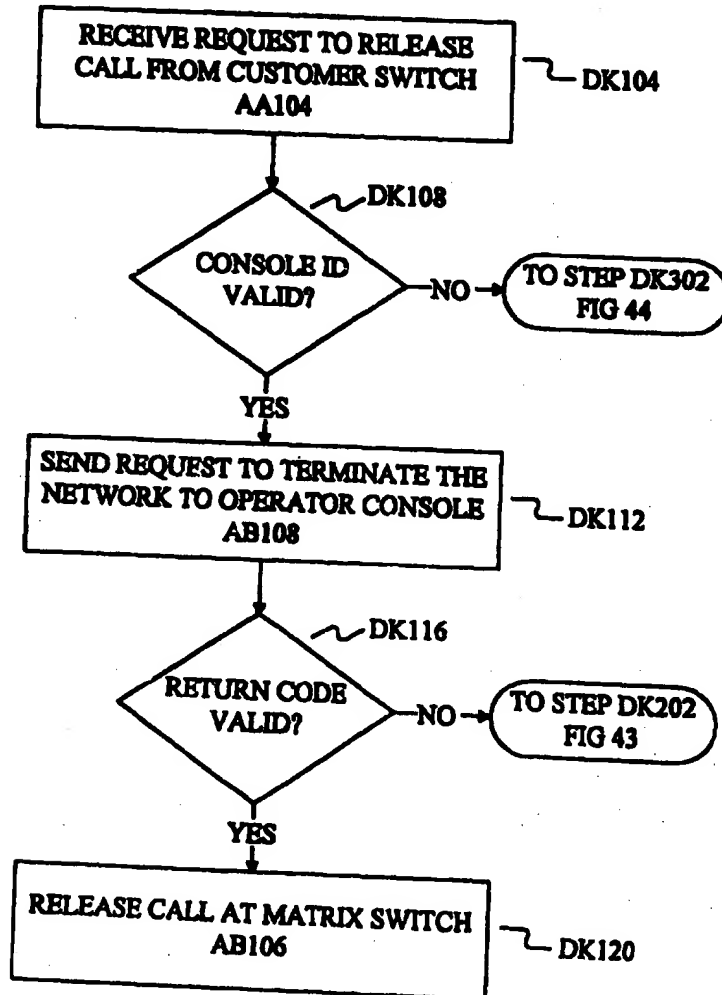 RECEIVE REQUEST TO RELEASE
CALL FROM CUSTOMER SWITCH
AA104
DK104
DK108
CONSOLE ID
VALID?
NO
TO STEP DK302
FIG 44
YES
SEND REQUEST TO TERMINATE THE
NETWORK TO OPERATOR CONSOLE
AB108
DK112
DK116
RETURN CODE
VALID?
NO
TO STEP DK202
FIG 43
YES
RELEASE CALL AT MATRIX SWITCH
AB106
DK120